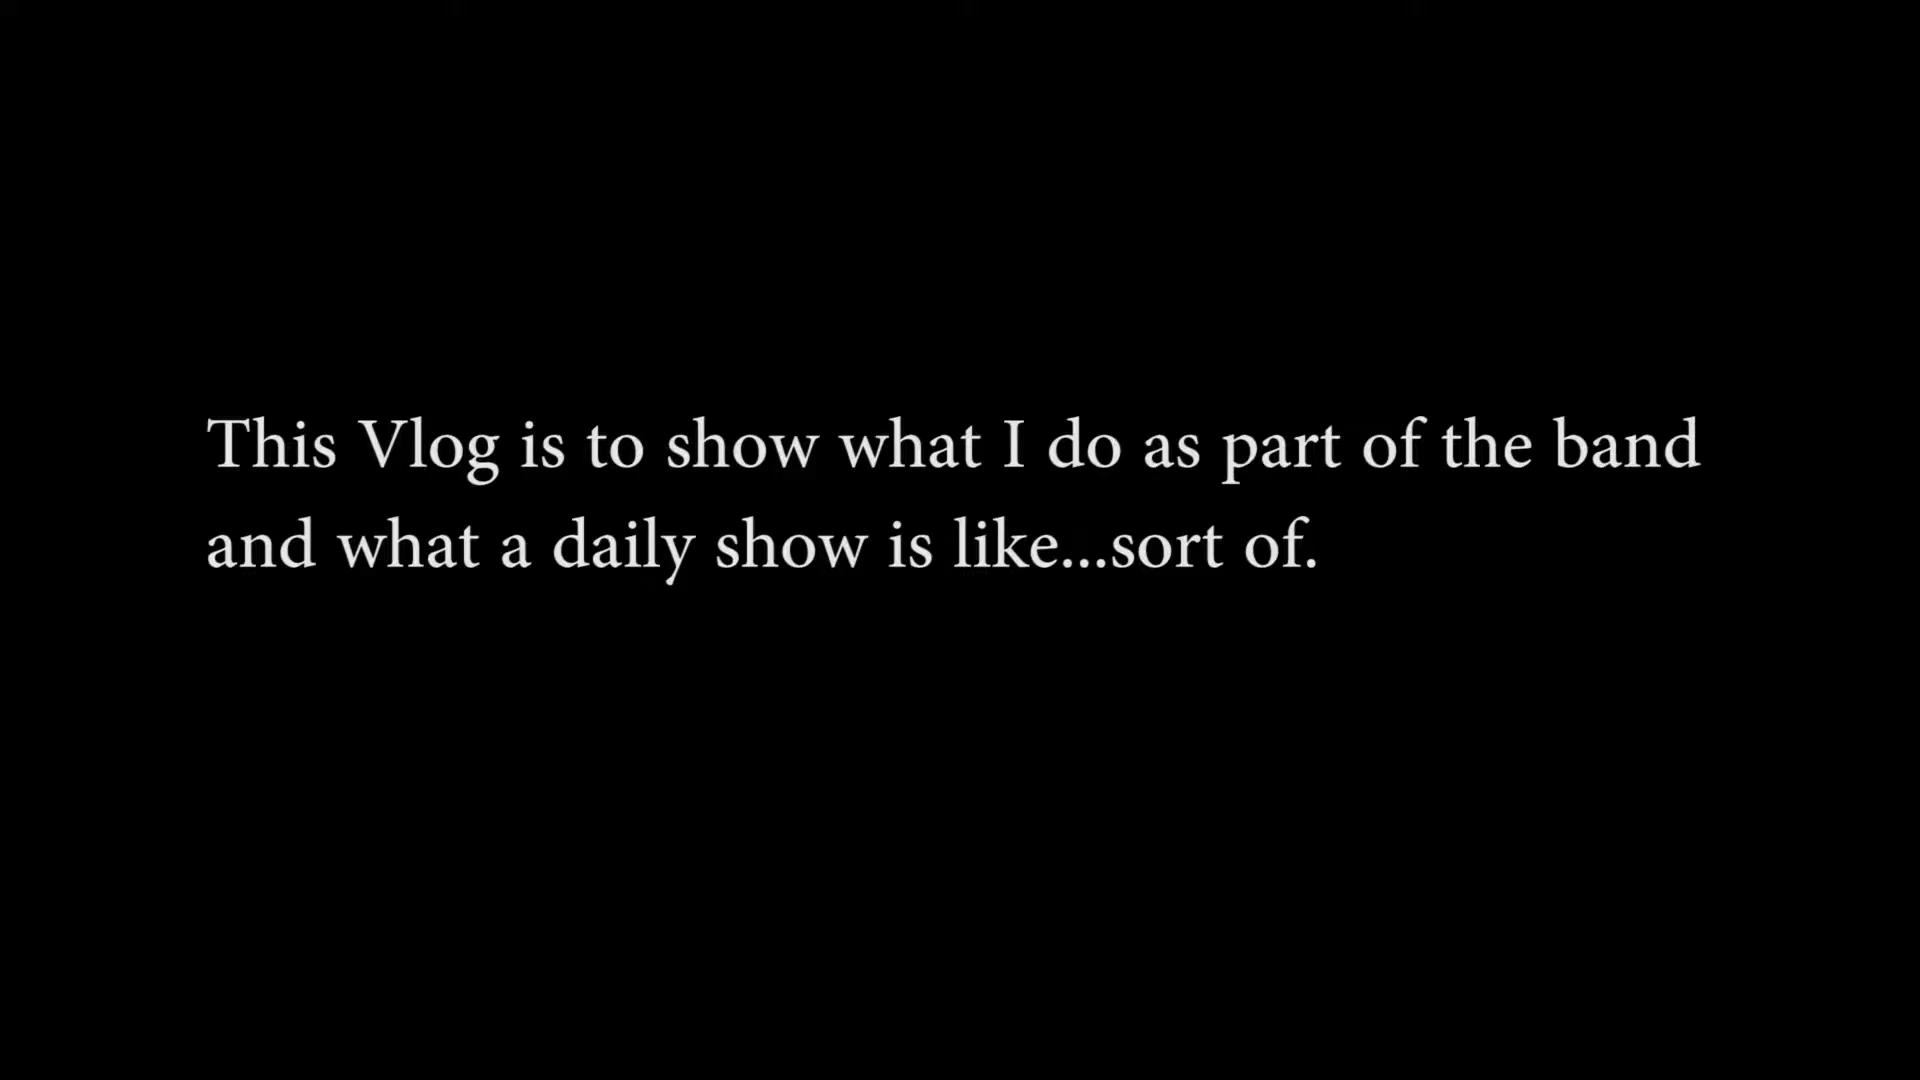 This Vlog is to show what I do as part of the band
and what a daily show is like...sort of.